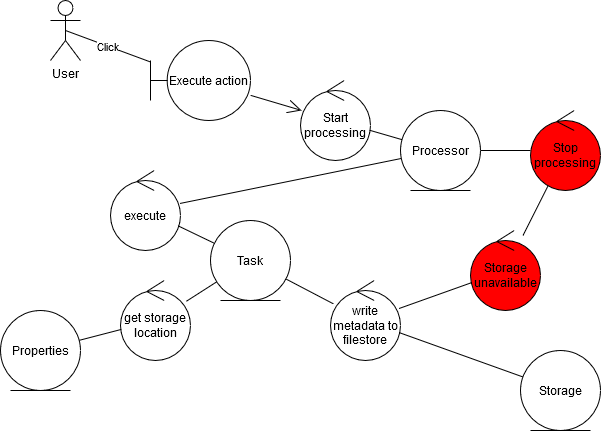 Click
User
Execute action
Start
processing
Processor
Stop
processing
execute
Task
Storage
unavailable
get storage
location
write
metadata to
filestore
Properties
Storage